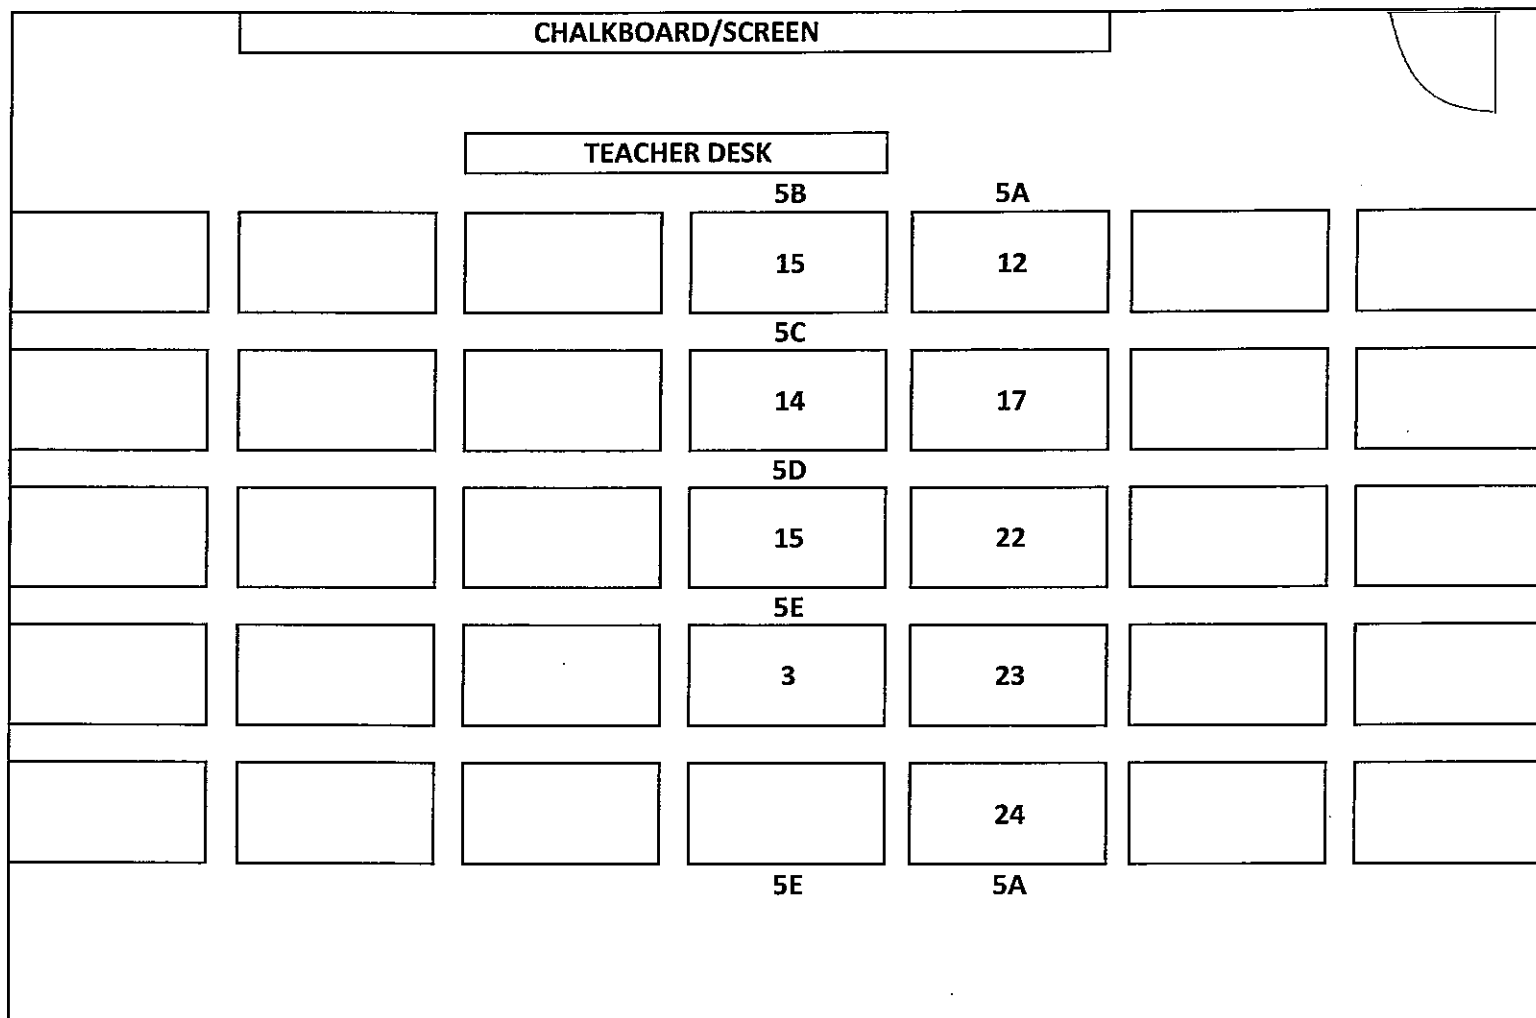 CHALKBOARD/SCREEN
TEACHER DESK
5B 5A
15 12
5C
14 17
5D
15 22
5E
3 23
24
5E 5A